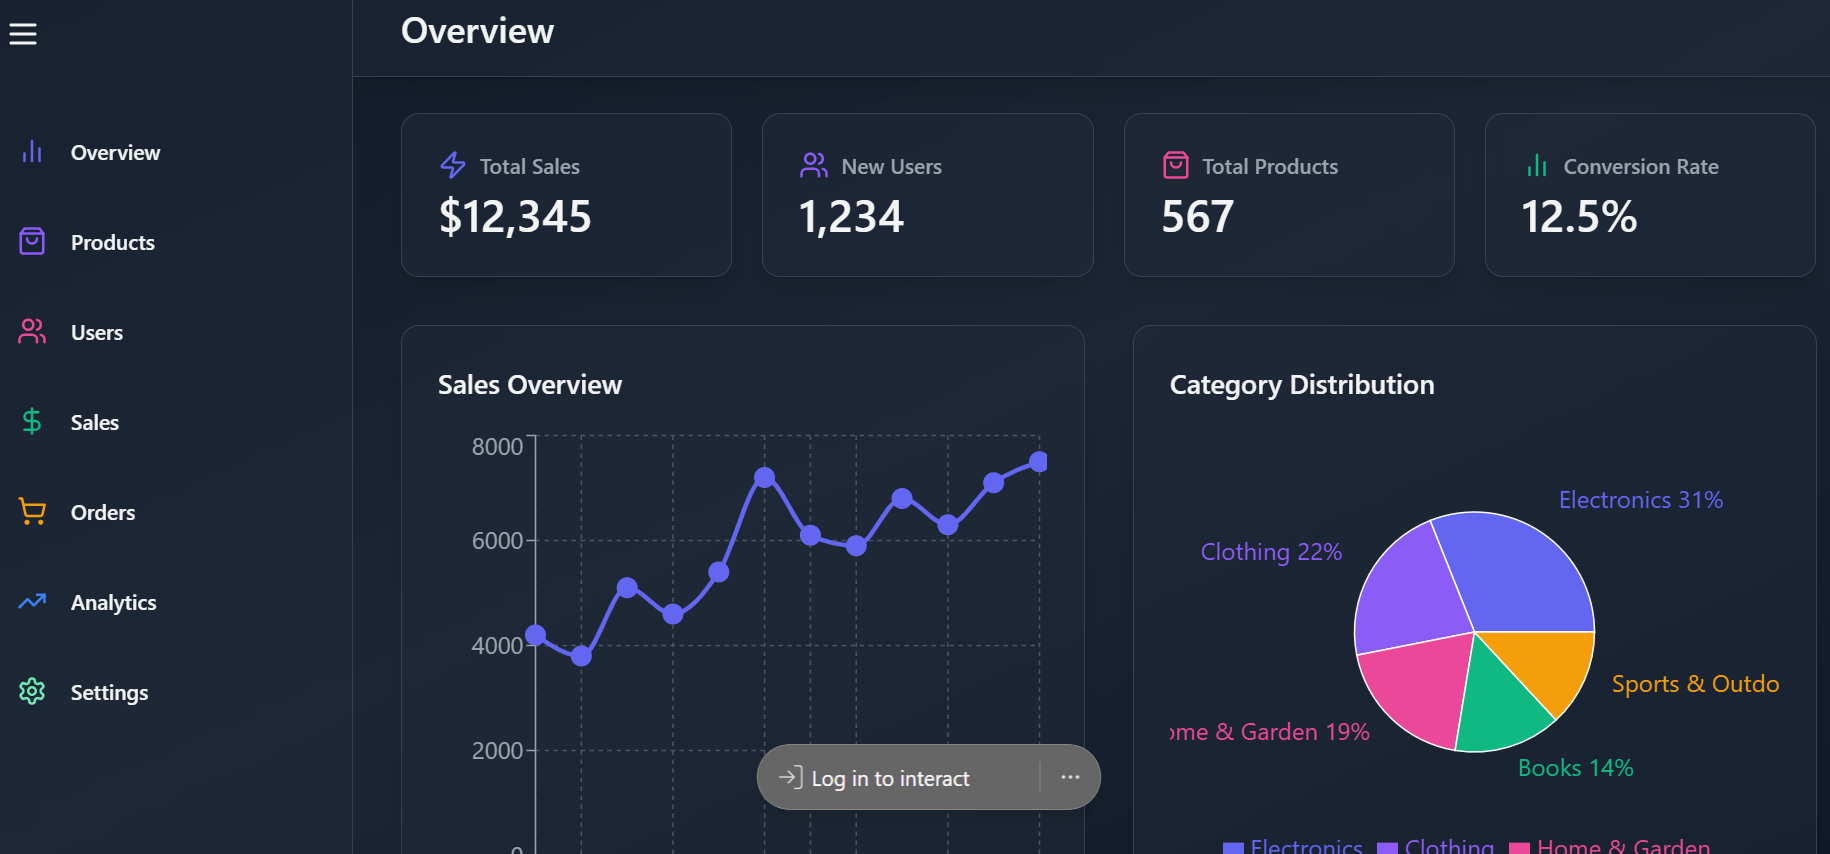 Overview
Overview
Products
Users
Sales
Orders
Analytics
Settings
Total Sales
$12,345
New Users
1,234
Total Products
567
Conversion Rate
12.5%
Sales Overview
8000
6000
4000
2000
0
Log in to interact
Category Distribution
Electronics 31%
Clothing 22%
Sports & Outdo
ome & Garden 19%
Books 14%
Electronics Clothing Home & Garden